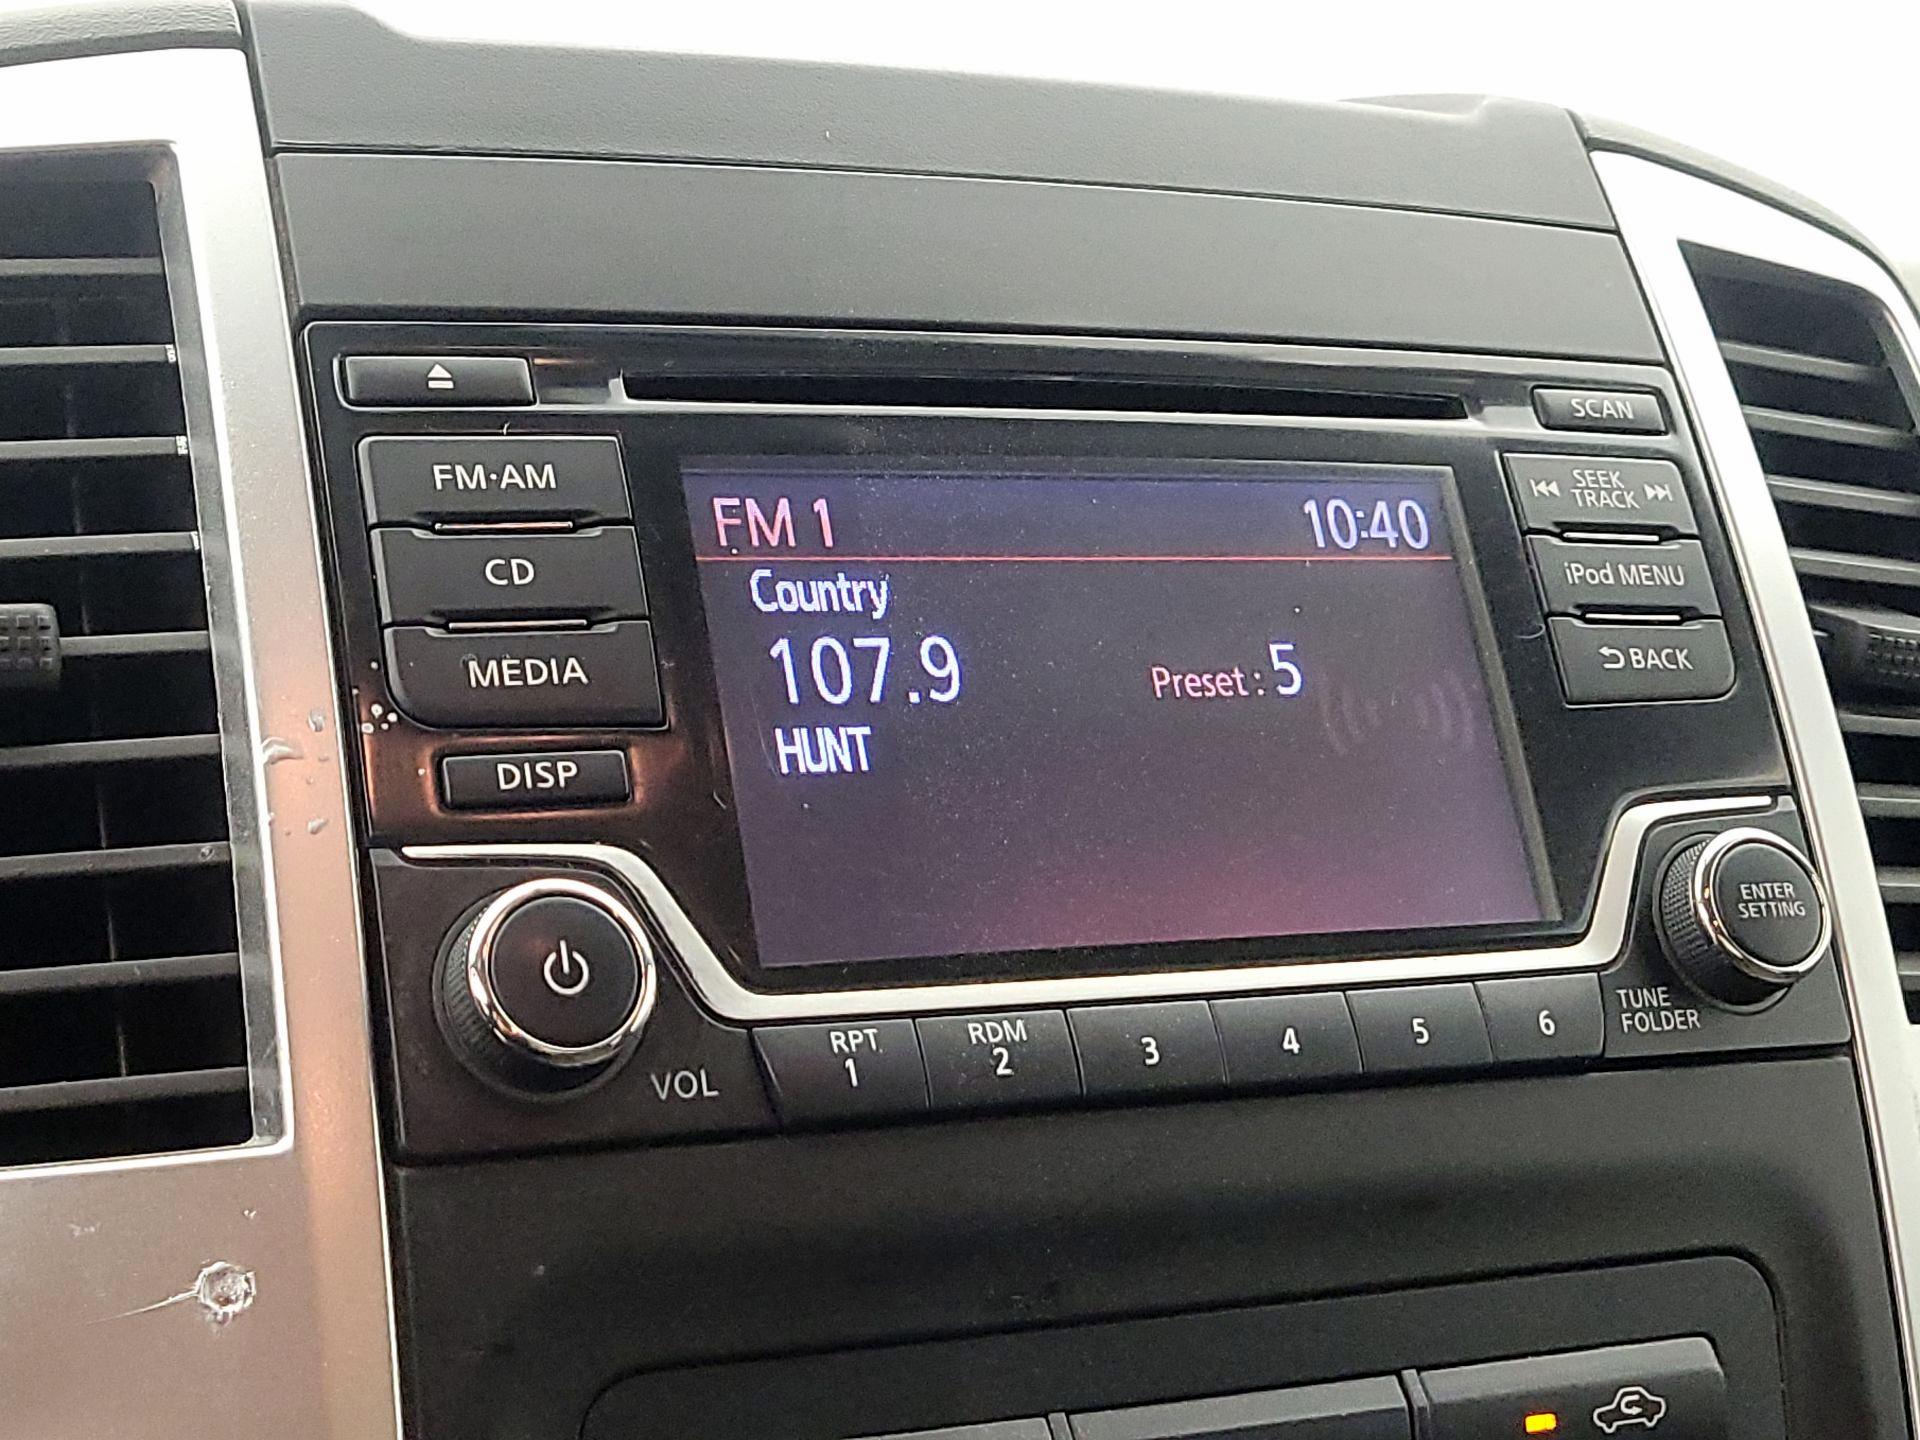 SCAN
FM·AM
SEEK
TRACK
FM 1
10:40
CD
iPod MENU
Country
107.9
Preset : 5
BACK
MEDIA
HUNT
DISP
ENTER
SETTING
VOL
RPT
1
RDM
2
3
4
5
6
TUNE
FOLDER